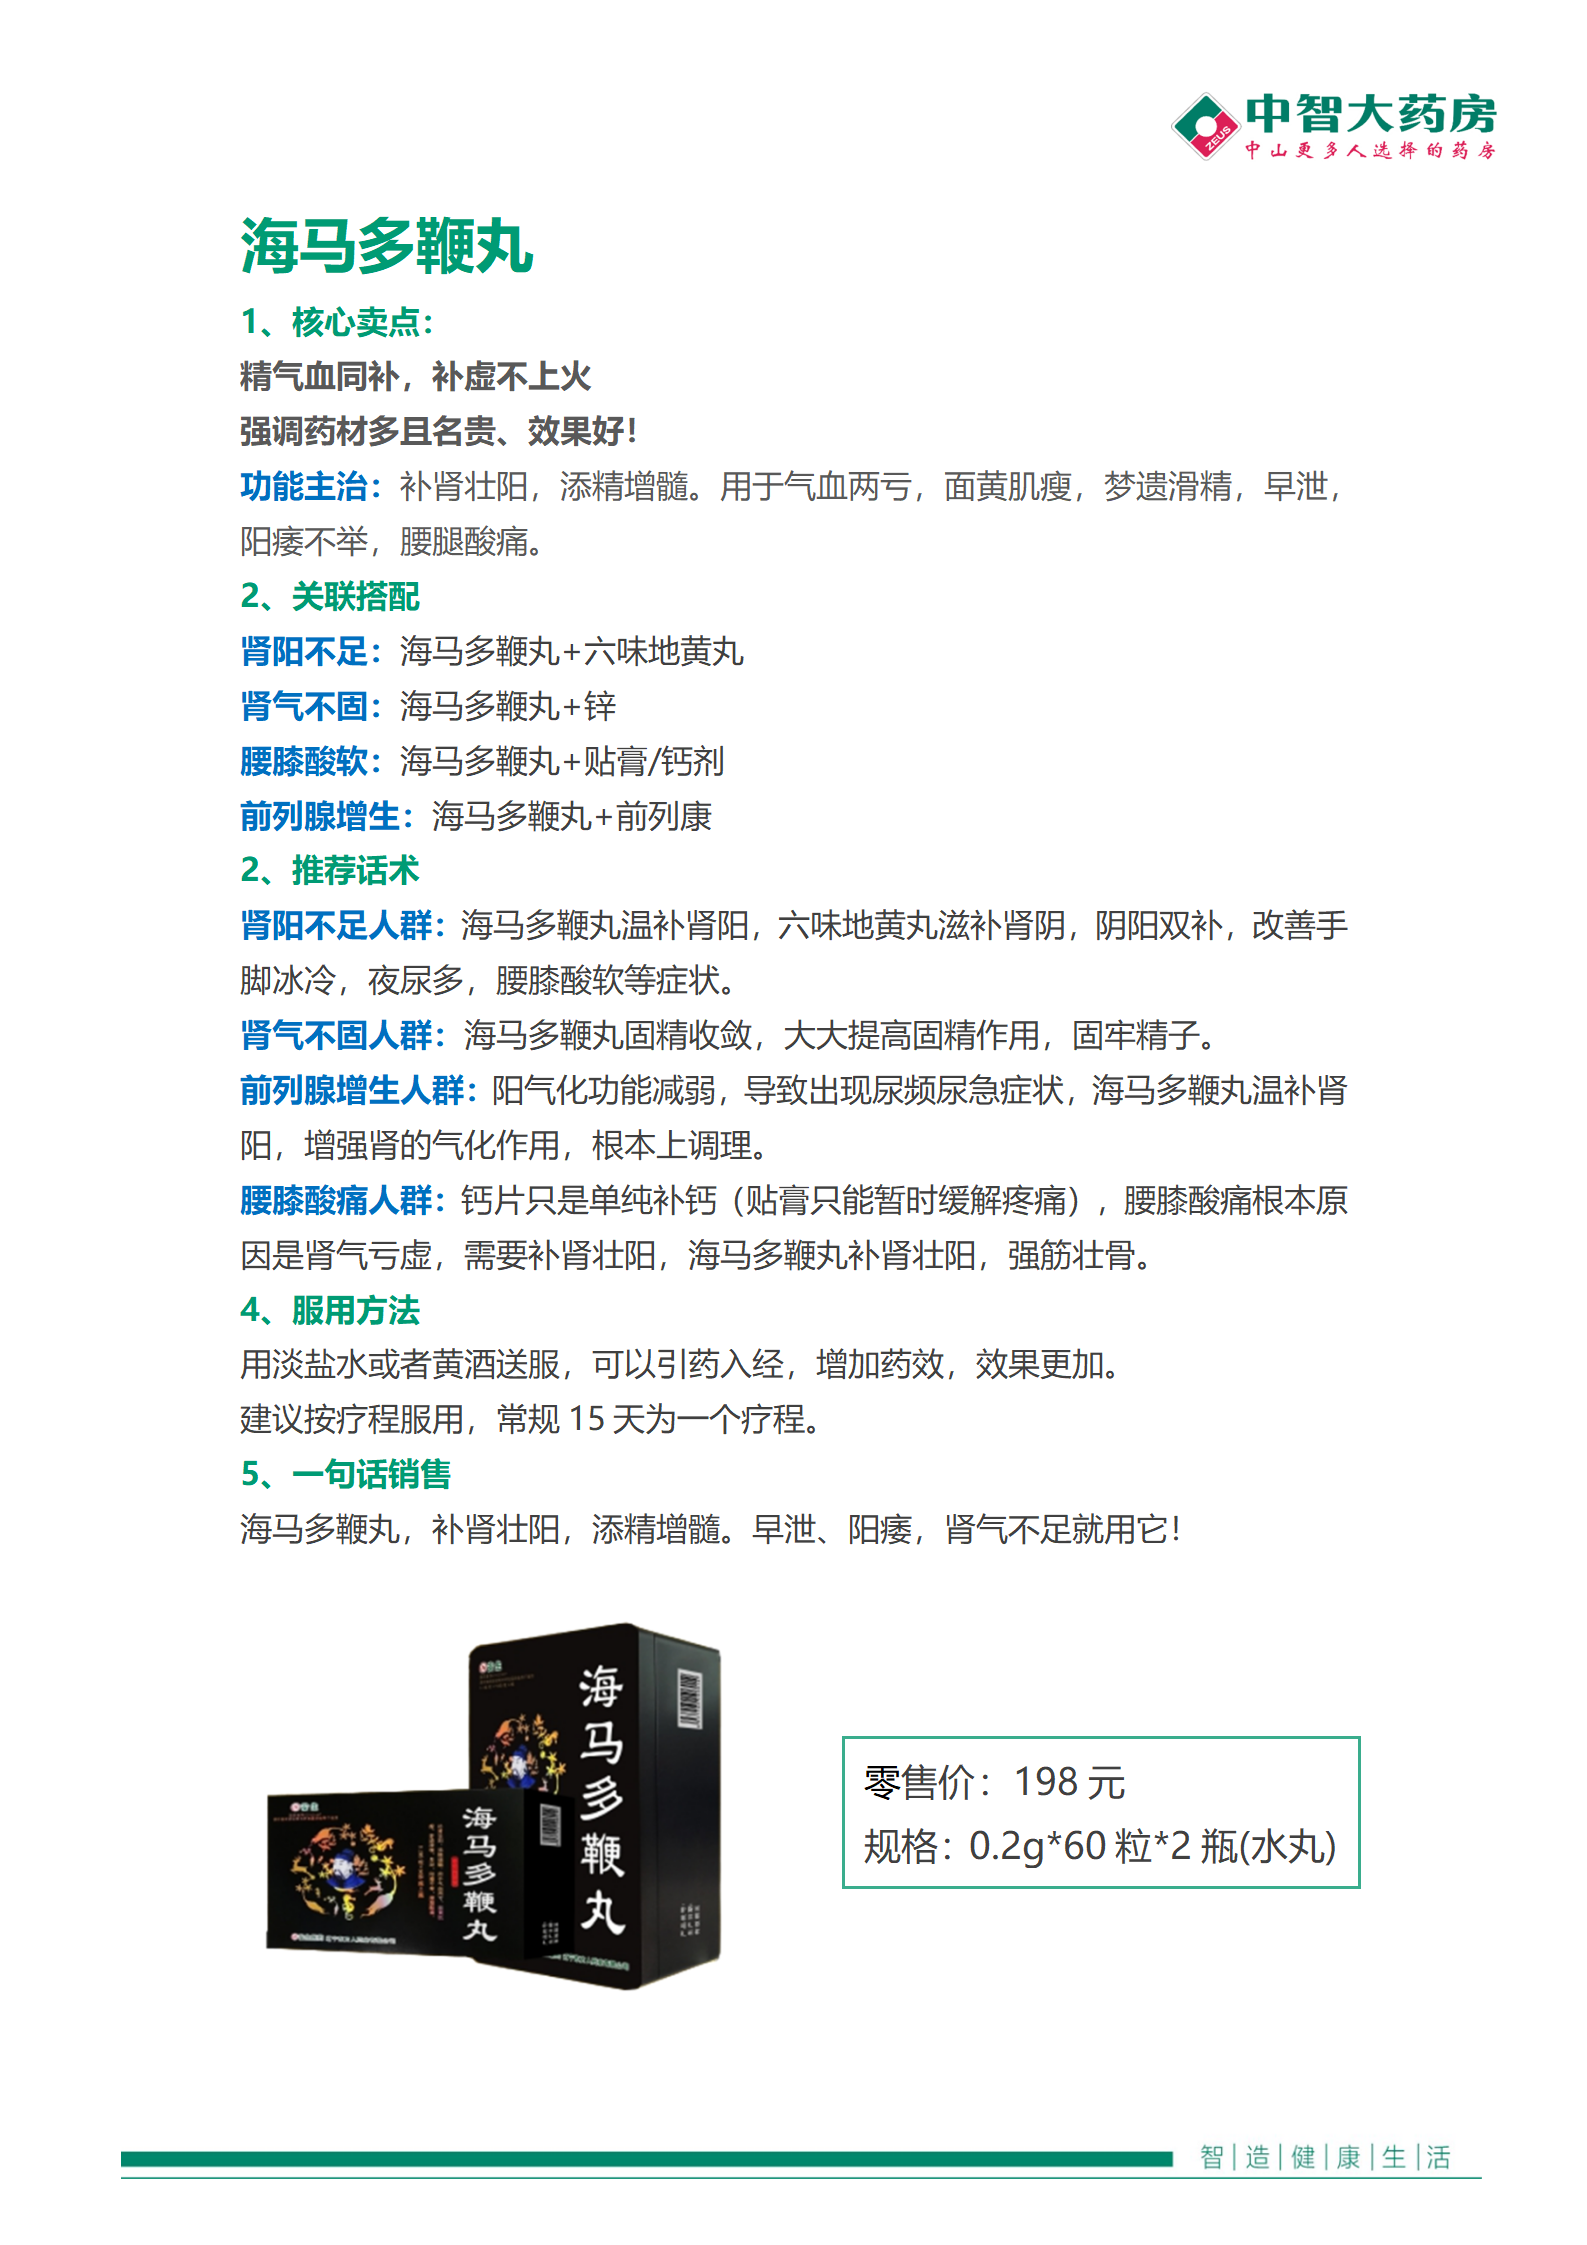 中智大药房
ZEUS
中山更多人选择的药房
海马多鞭丸
1、核心卖点：
精气血同补，补虚不上火
强调药材多且名贵、效果好！
功能主治：补肾壮阳，添精增髓。用于气血两亏，面黄肌瘦，梦遗滑精，早泄，
阳痿不举，腰腿酸痛。
2、关联搭配
肾阳不足：海马多鞭丸+六味地黄丸
肾气不固：海马多鞭丸+锌
腰膝酸软：海马多鞭丸+贴膏/钙剂
前列腺增生：海马多鞭丸+前列康
2、推荐话术
肾阳不足人群：海马多鞭丸温补肾阳，六味地黄丸滋补肾阴，阴阳双补，改善手
脚冰冷，夜尿多，腰膝酸软等症状。
肾气不固人群：海马多鞭丸固精收敛，大大提高固精作用，固牢精子。
前列腺增生人群：阳气化功能减弱，导致出现尿频尿急症状，海马多鞭丸温补肾
阳，增强肾的气化作用，根本上调理。
腰膝酸痛人群：钙片只是单纯补钙（贴膏只能暂时缓解疼痛），腰膝酸痛根本原
因是肾气亏虚，需要补肾壮阳，海马多鞭丸补肾壮阳，强筋壮骨。
4、服用方法
用淡盐水或者黄酒送服，可以引药入经，增加药效，效果更加。
建议按疗程服用，常规 15 天为一个疗程。
5、一句话销售
海马多鞭丸，补肾壮阳，添精增髓。早泄、阳痿，肾气不足就用它！
海马多鞭丸
海马多鞭丸
零售价：198 元
规格：0.2g*60 粒*2 瓶(水丸)
智|造|健|康|生|活